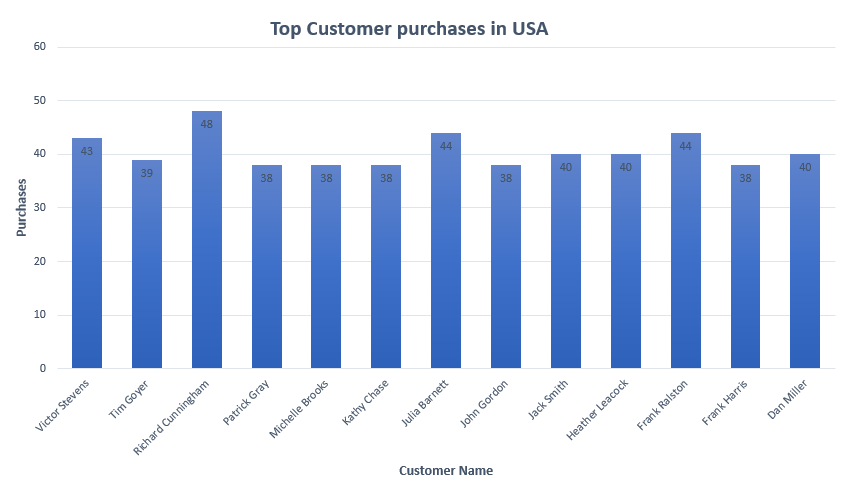 Top Customer purchases in USA
60
50
40
30
20
10
0
Purchases
43
39
48
38
38
38
44
38
40
40
44
38
40
Victor Stevens
Tim Goyer
Richard Cunningham
Patrick Gray
Michelle Brooks
Kathy Chase
Julia Barnett
John Gordon
Jack Smith
Heather Leacock
Frank Ralston
Frank Harris
Dan Miller
Customer Name